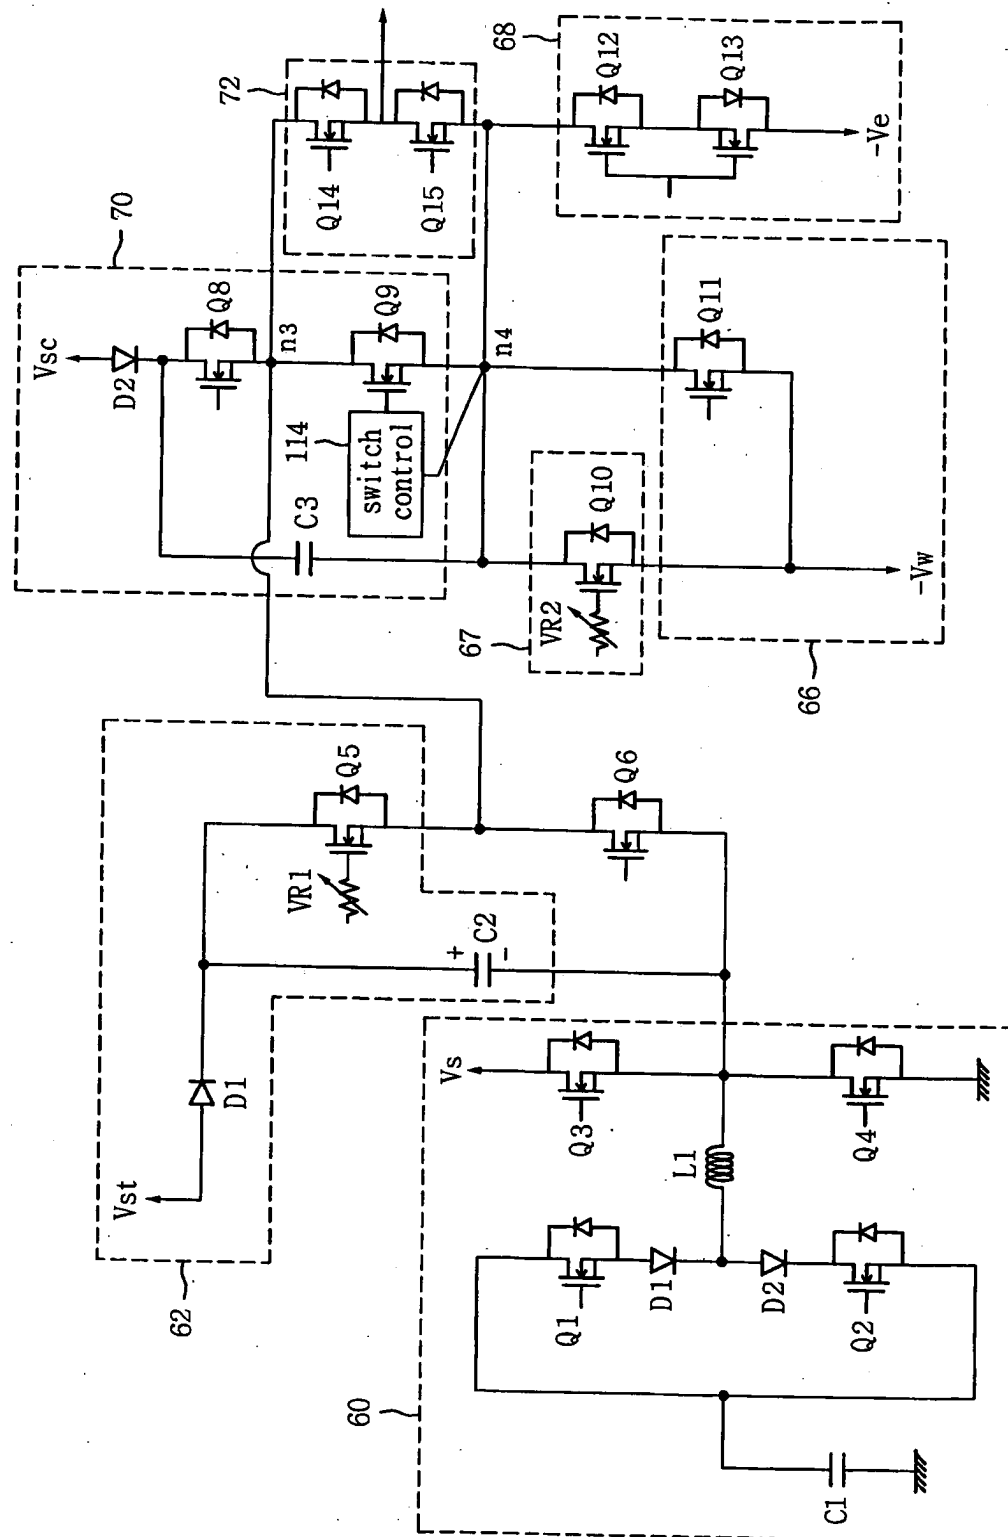 68
Q12
Q13
-Ve
72
Q14
Q15
70
Vsc
D2
Q8
n3
Q9
n4
114
switch
control
C3
Q11
67
VR2
Q10
66
-Vw
Q5
VR1
Q6
+
C2
-
D1
Vst
62
Vs
Q3
Q4
L1
Q1
D1
D2
Q2
60
C1